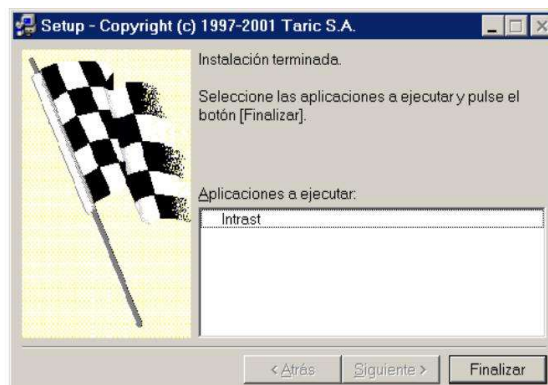 Setup - Copyright (c) 1997-2001 Taric S.A.
Instalación terminada.
Seleccione las aplicaciones a ejecutar y pulse el
botón [Finalizar].
Aplicaciones a ejecutar:
Intrast
< Atrás
Siguiente >
Finalizar